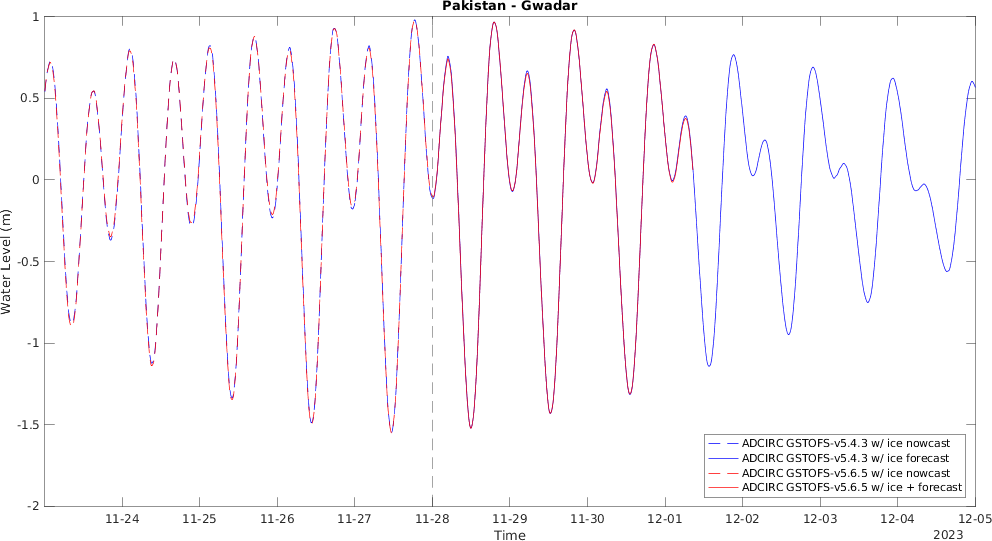 Pakistan - Gwadar
1
0.5
0
-0.5
-1
-1.5
-2
Water Level (m)
11-24 11-25 11-26 11-27 11-28 11-29 11-30 12-01 12-02 12-03 12-04 12-05
Time
2023
ADCIRC GSTOFS-v5.4.3 w/ ice nowcast
ADCIRC GSTOFS-v5.4.3 w/ ice forecast
ADCIRC GSTOFS-v5.6.5 w/ ice nowcast
ADCIRC GSTOFS-v5.6.5 w/ ice + forecast